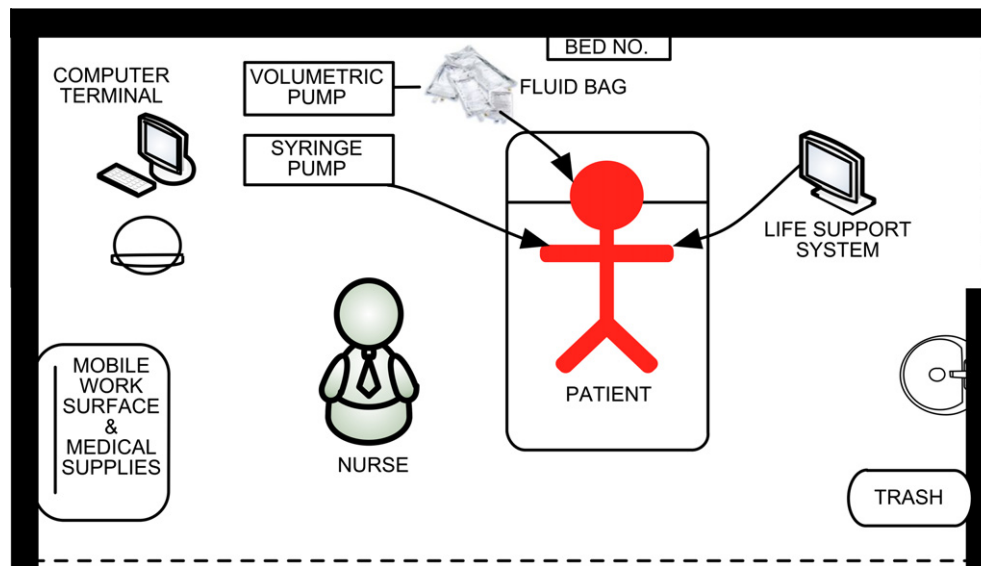 BED NO.
COMPUTER
TERMINAL
VOLUMETRIC
PUMP
FLUID BAG
SYRINGE
PUMP
LIFE SUPPORT
SYSTEM
MOBILE
WORK
SURFACE
&
MEDICAL
SUPPLIES
PATIENT
NURSE
TRASH